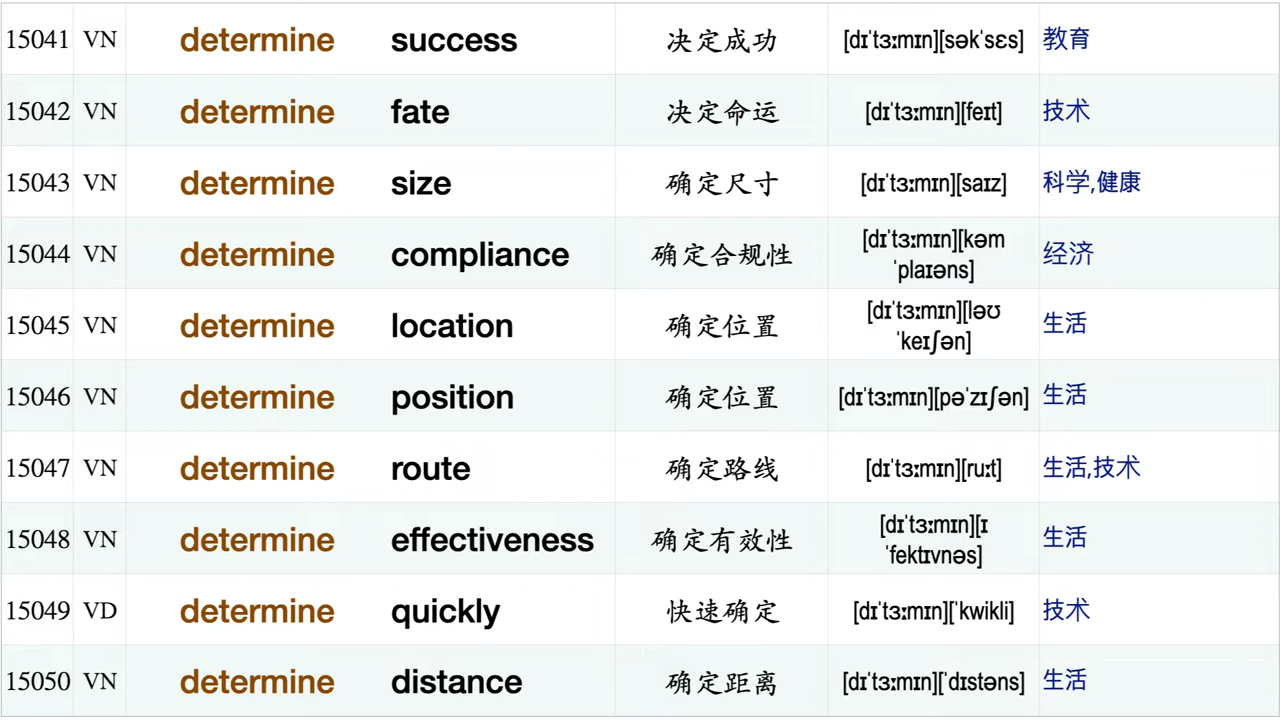 15041 VN determine success 决定成功 [dɪˈtɜːmɪn][səkˈsɛs] 教育
15042 VN determine fate 决定命运 [dɪˈtɜːmɪn][feɪt] 技术
15043 VN determine size 确定尺寸 [dɪˈtɜːmɪn][saɪz] 科学,健康
15044 VN determine compliance 确定合规性 [dɪˈtɜːmɪn][kəm
ˈplaɪəns] 经济
15045 VN determine location 确定位置 [dɪˈtɜːmɪn][ləʊ
ˈkeɪʃən] 生活
15046 VN determine position 确定位置 [dɪˈtɜːmɪn][pəˈzɪʃən] 生活
15047 VN determine route 确定路线 [dɪˈtɜːmɪn][ruːt] 生活,技术
15048 VN determine effectiveness 确定有效性 [dɪˈtɜːmɪn][ɪ
ˈfektɪvnəs] 生活
15049 VD determine quickly 快速确定 [dɪˈtɜːmɪn][ˈkwikli] 技术
15050 VN determine distance 确定距离 [dɪˈtɜːmɪn][ˈdɪstəns] 生活